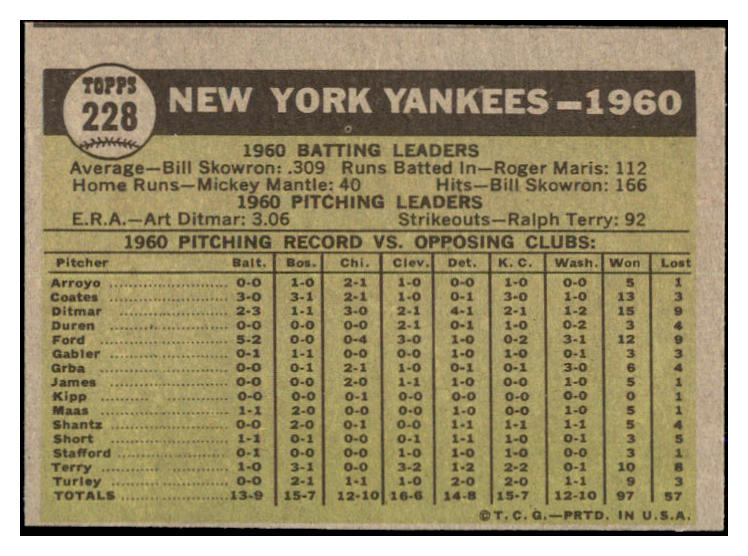 TOPPS
228
NEW YORK YANKEES—1960
1960 BATTING LEADERS
Average—Bill Skowron: .309 Runs Batted In—Roger Maris: 112
Home Runs—Mickey Mantle: 40 Hits—Bill Skowron: 166
1960 PITCHING LEADERS
E.R.A.—Art Ditmar: 3.06 Strikeouts—Ralph Terry: 92
1960 PITCHING RECORD VS. OPPOSING CLUBS:
Pitcher Balt. Bos. Chi. Clev. Det. K. C. Wash. Won Lost
Arroyo 0-0 1-0 2-1 1-0 0-0 1-0 0-0 5 1
Coates 3-0 3-1 2-1 1-0 0-1 3-0 1-0 13 3
Ditmar 2-3 1-1 3-0 2-1 4-1 2-1 1-2 15 9
Duren 0-0 0-0 0-0 2-1 0-1 1-0 0-2 3 4
Ford 5-2 0-0 0-4 3-0 1-0 0-2 3-1 12 9
Gabler 0-1 1-1 0-0 0-0 1-0 1-0 0-1 3 3
Grba 0-0 0-1 2-1 1-0 0-1 0-1 3-0 6 4
James 0-0 0-0 2-0 1-1 1-0 0-0 1-0 5 1
Kipp 0-0 0-0 0-1 0-0 0-0 0-0 0-0 0 1
Maas 1-1 2-0 0-0 0-0 1-0 0-0 1-0 5 1
Shantz 0-0 2-0 0-1 0-0 1-1 1-1 1-1 5 4
Short 1-1 0-1 0-0 1-1 0-0 1-1 0-1 3 5
Stafford 0-1 0-0 0-0 1-0 1-0 1-0 0-0 3 1
Terry 1-0 3-1 0-0 3-2 1-2 2-2 0-1 10 8
Turley 0-0 2-1 1-1 1-0 2-0 2-0 1-1 9 3
TOTALS 13-9 15-7 12-10 16-6 14-8 15-7 12-10 97 57
©T. C. G.—PRTD. IN U.S.A.